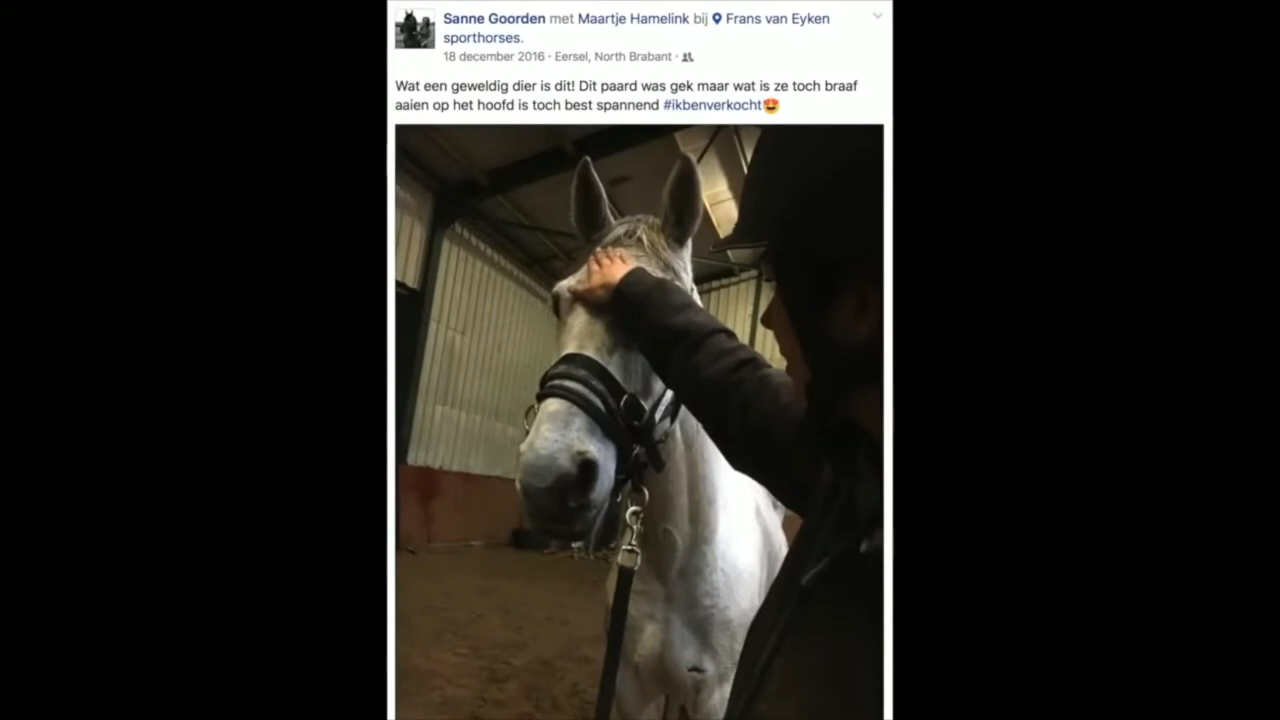 Sanne Goorden met Maartje Hamelink bij Frans van Eyken
sporthorses.
18 december 2016 · Eersel, North Brabant ·
Wat een geweldig dier is dit! Dit paard was gek maar wat is ze toch braaf
aaien op het hoofd is toch best spannend #ikbenverkocht🤩